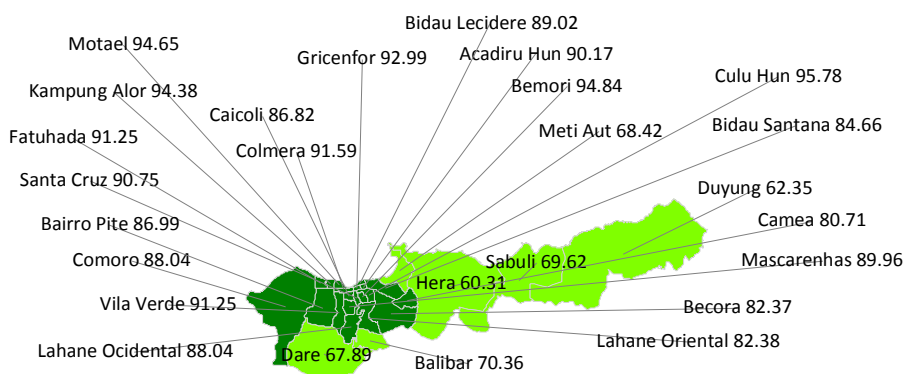 Bidau Lecidere 89.02
Motael 94.65
Gricenfor 92.99
Acadiru Hun 90.17
Culu Hun 95.78
Kampung Alor 94.38
Bemori 94.84
Caicoli 86.82
Meti Aut 68.42
Bidau Santana 84.66
Fatuhada 91.25
Colmera 91.59
Santa Cruz 90.75
Duyung 62.35
Bairro Pite 86.99
Camea 80.71
Comoro 88.04
Sabuli 69.62
Mascarenhas 89.96
Hera 60.31
Vila Verde 91.25
Becora 82.37
Lahane Ocidental 88.04
Dare 67.89
Balibar 70.36
Lahane Oriental 82.38